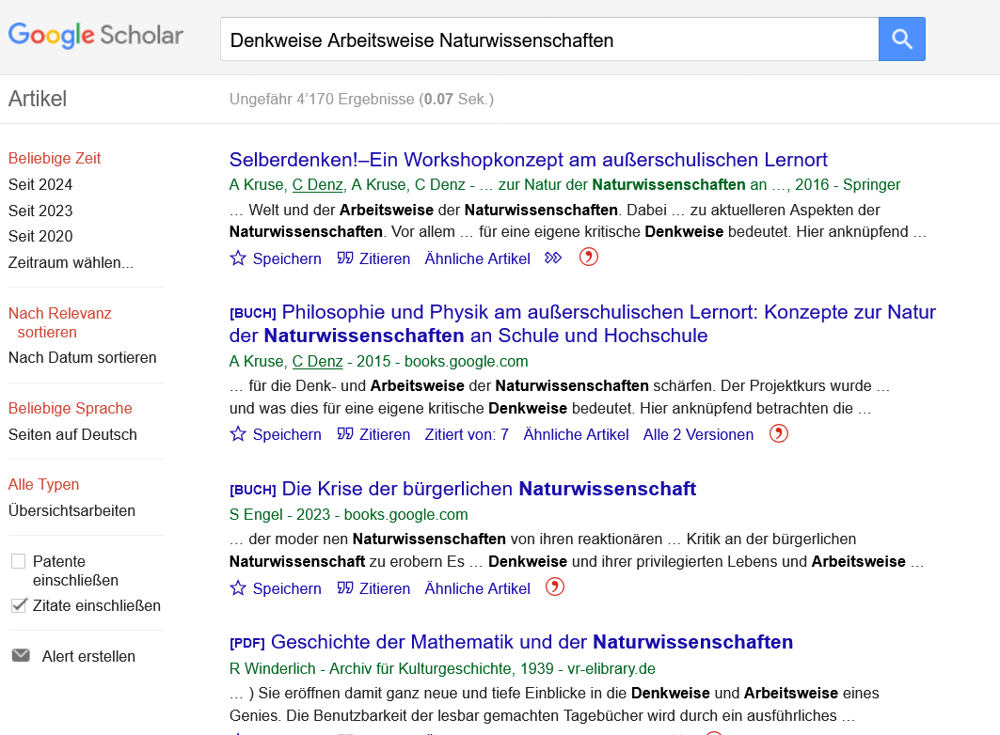 Google Scholar
Denkweise Arbeitsweise Naturwissenschaften
Artikel
Ungefähr 4’170 Ergebnisse (0.07 Sek.)
Beliebige Zeit
Seit 2024
Seit 2023
Seit 2020
Zeitraum wählen...
Nach Relevanz
sortieren
Nach Datum sortieren
Beliebige Sprache
Seiten auf Deutsch
Alle Typen
Übersichtsarbeiten
Patente
einschließen
Zitate einschließen
Alert erstellen
Selberdenken!–Ein Workshopkonzept am außerschulischen Lernort
A Kruse, C Denz, A Kruse, C Denz - … zur Natur der Naturwissenschaften an …, 2016 - Springer
… Welt und der Arbeitsweise der Naturwissenschaften. Dabei … zu aktuelleren Aspekten der
Naturwissenschaften. Vor allem … für eine eigene kritische Denkweise bedeutet. Hier anknüpfend …
Speichern Zitieren Ähnliche Artikel
[BUCH] Philosophie und Physik am außerschulischen Lernort: Konzepte zur Natur
der Naturwissenschaften an Schule und Hochschule
A Kruse, C Denz - 2015 - books.google.com
… für die Denk- und Arbeitsweise der Naturwissenschaften schärfen. Der Projektkurs wurde …
und was dies für eine eigene kritische Denkweise bedeutet. Hier anknüpfend betrachten die …
Speichern Zitieren Zitiert von: 7 Ähnliche Artikel Alle 2 Versionen
[BUCH] Die Krise der bürgerlichen Naturwissenschaft
S Engel - 2023 - books.google.com
… der moder nen Naturwissenschaften von ihren reaktionären … Kritik an der bürgerlichen
Naturwissenschaft zu erobern Es … Denkweise und ihrer privilegierten Lebens und Arbeitsweise …
Speichern Zitieren Ähnliche Artikel
[PDF] Geschichte der Mathematik und der Naturwissenschaften
R Winderlich - Archiv für Kulturgeschichte, 1939 - vr-elibrary.de
… ) Sie eröffnen damit ganz neue und tiefe Einblicke in die Denkweise und Arbeitsweise eines
Genies. Die Benutzbarkeit der lesbar gemachten Tagebücher wird durch ein ausführliches …